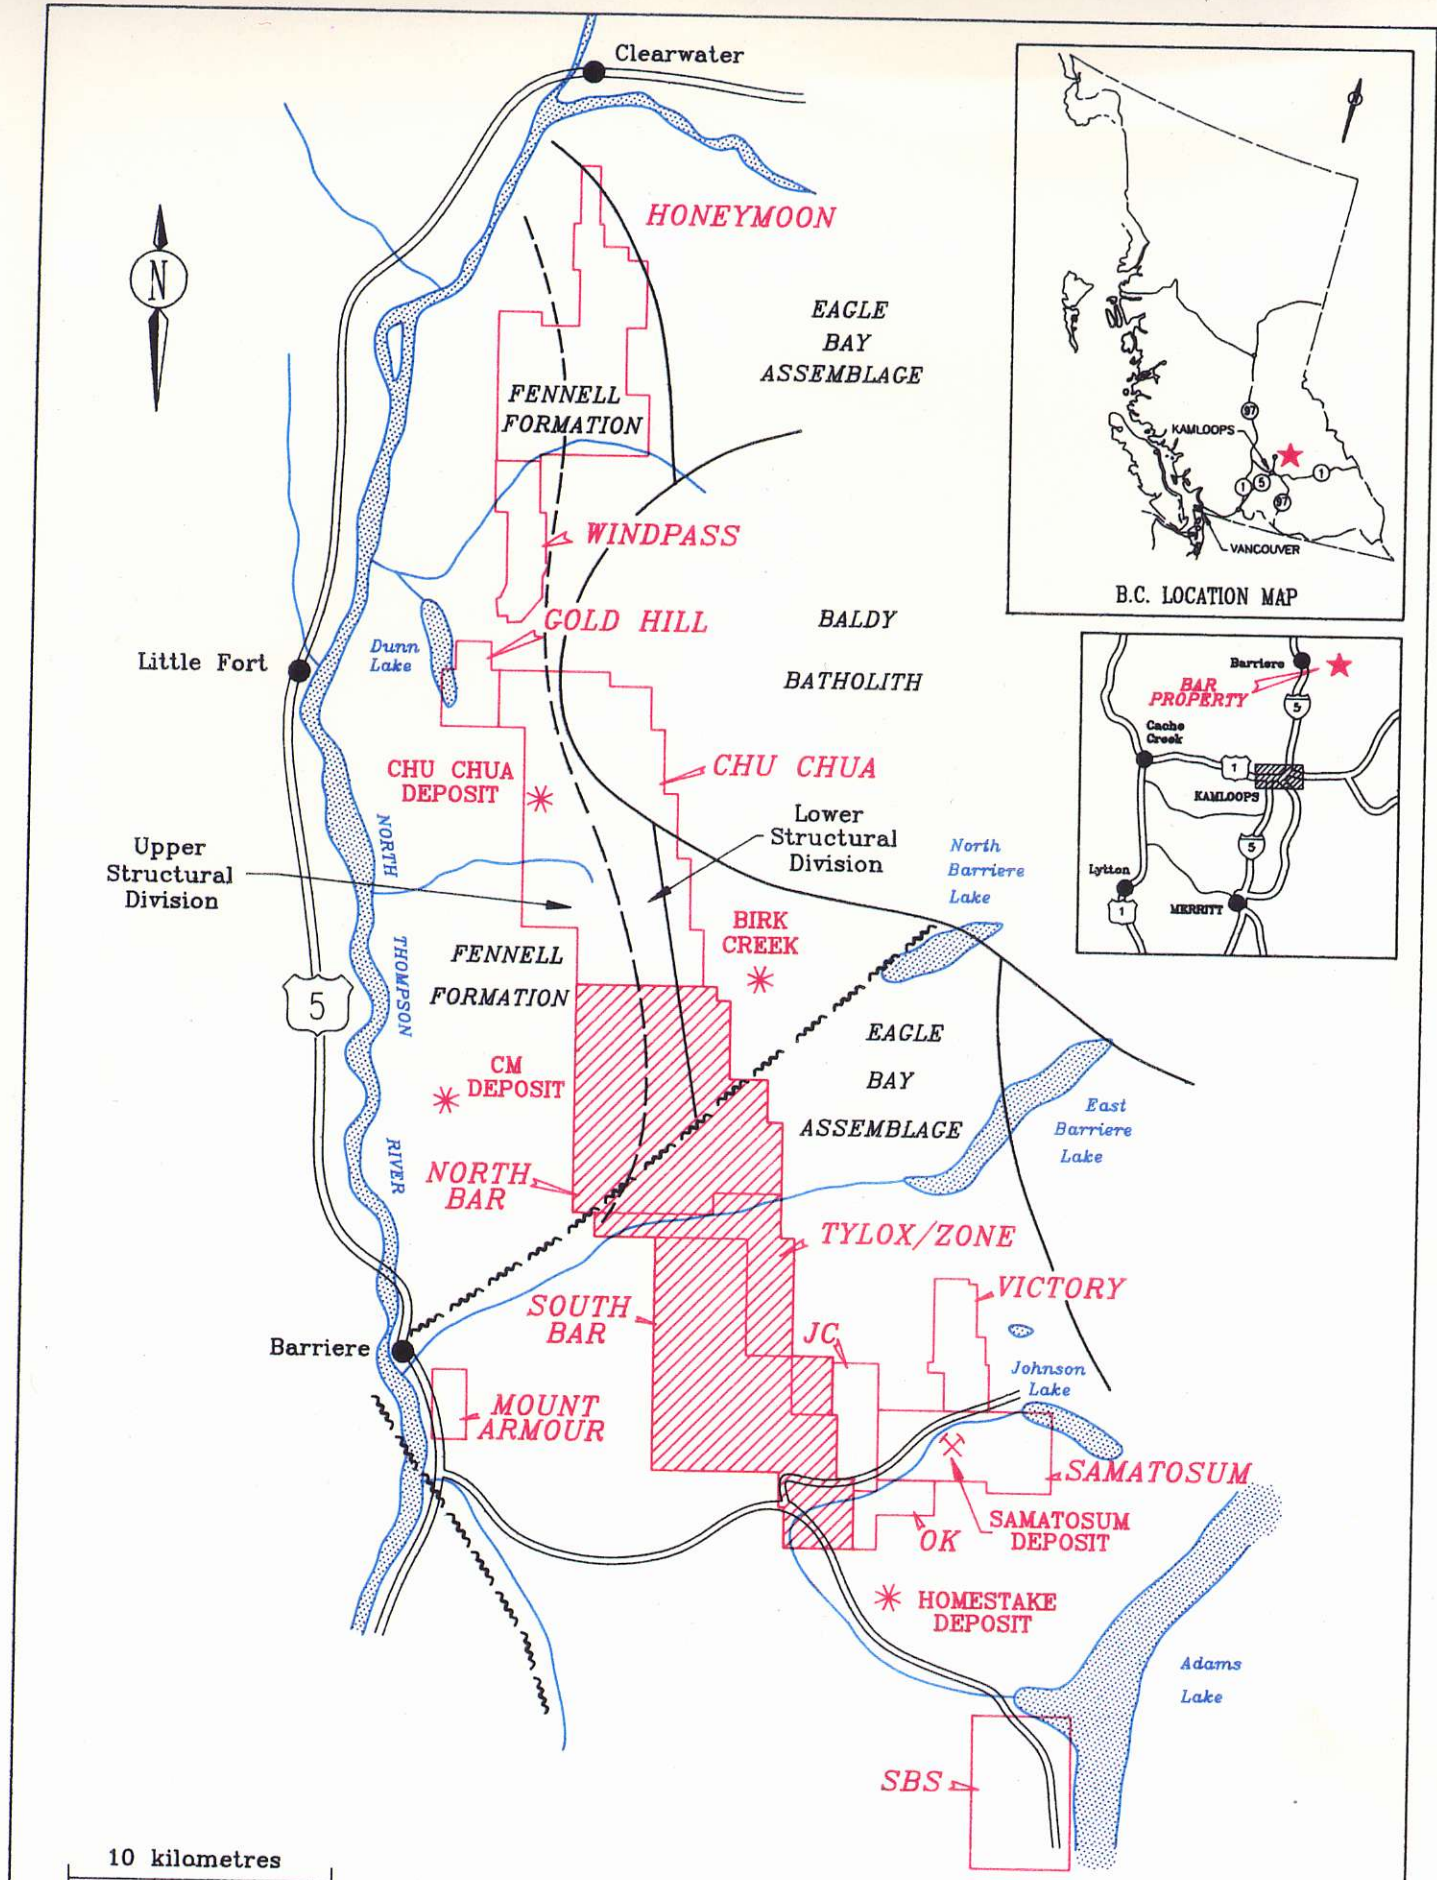 Clearwater
HONEYMOON
N
EAGLE
BAY
ASSEMBLAGE
FENNELL
FORMATION
WINDPASS
GOLD HILL
Dunn
Lake
Little Fort
BALDY
BATHOLITH
CHU CHUA
DEPOSIT
CHU CHUA
Lower
Structural
Division
Upper
Structural
Division
NORTH
THOMPSON
RIVER
North
Barriere
Lake
BIRK
CREEK
FENNELL
FORMATION
5
EAGLE
BAY
ASSEMBLAGE
CM
DEPOSIT
East
Barriere
Lake
NORTH
BAR
TYLOX/ZONE
VICTORY
SOUTH
BAR
JC
Barriere
Johnson
Lake
MOUNT
ARMOUR
SAMATOSUM
SAMATOSUM
DEPOSIT
OK
HOMESTAKE
DEPOSIT
Adams
Lake
SBS
10 kilometres
97
KAMLOOPS
1
5
97
1
VANCOUVER
B.C. LOCATION MAP
Barriere
BAR
PROPERTY
5
Cache
Creek
1
KAMLOOPS
5
Lytton
1
MERRITT